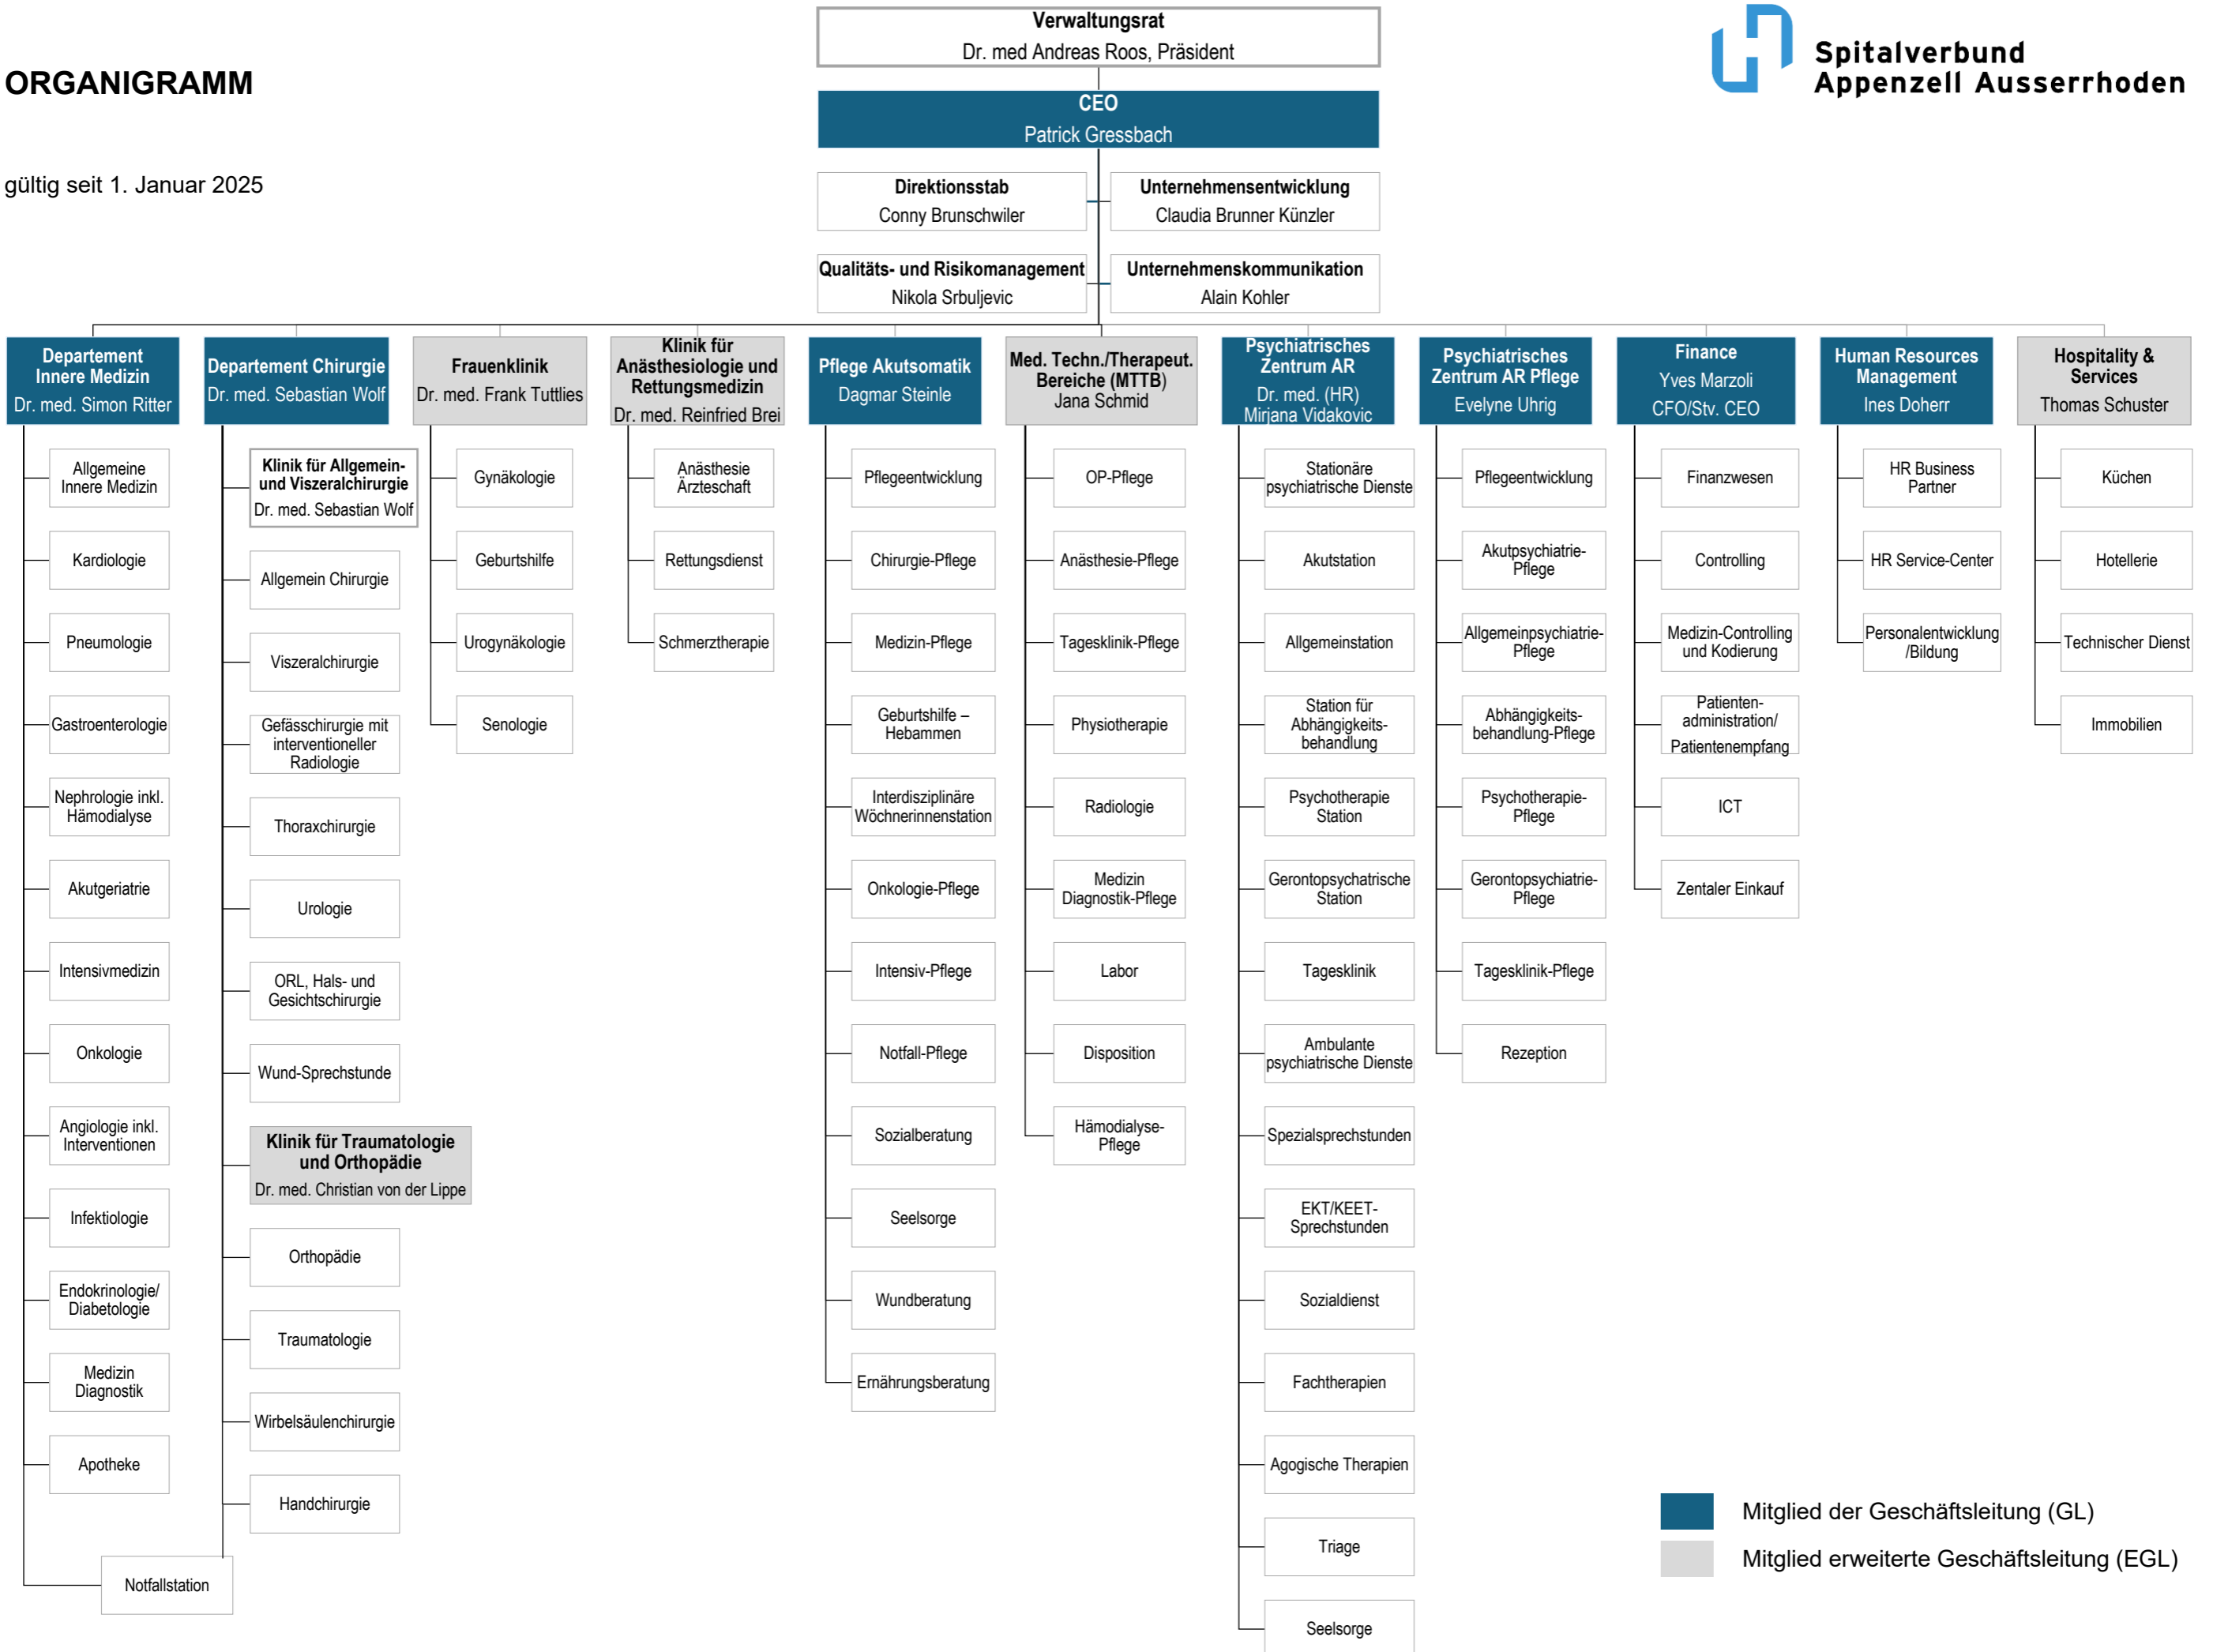 ORGANIGRAMM
gültig seit 1. Januar 2025
Spitalverbund
Appenzell Ausserrhoden
Verwaltungsrat
Dr. med Andreas Roos, Präsident
CEO
Patrick Gressbach
Direktionsstab
Conny Brunschwiler
Unternehmensentwicklung
Claudia Brunner Künzler
Qualitäts- und Risikomanagement
Nikola Srbuljevic
Unternehmenskommunikation
Alain Kohler
Departement
Innere Medizin
Dr. med. Simon Ritter
Allgemeine
Innere Medizin
Kardiologie
Pneumologie
Gastroenterologie
Nephrologie inkl.
Hämodialyse
Akutgeriatrie
Intensivmedizin
Onkologie
Angiologie inkl.
Interventionen
Infektiologie
Endokrinologie/
Diabetologie
Medizin
Diagnostik
Apotheke
Notfallstation
Departement Chirurgie
Dr. med. Sebastian Wolf
Klinik für Allgemein-
und Viszeralchirurgie
Dr. med. Sebastian Wolf
Allgemein Chirurgie
Viszeralchirurgie
Gefässchirurgie mit
interventioneller
Radiologie
Thoraxchirurgie
Urologie
ORL, Hals- und
Gesichtschirurgie
Wund-Sprechstunde
Klinik für Traumatologie
und Orthopädie
Dr. med. Christian von der Lippe
Orthopädie
Traumatologie
Wirbelsäulenchirurgie
Handchirurgie
Frauenklinik
Dr. med. Frank Tuttlies
Gynäkologie
Geburtshilfe
Urogynäkologie
Senologie
Klinik für
Anästhesiologie und
Rettungsmedizin
Dr. med. Reinfried Brei
Anästhesie
Ärzteschaft
Rettungsdienst
Schmerztherapie
Pflege Akutsomatik
Dagmar Steinle
Pflegeentwicklung
Chirurgie-Pflege
Medizin-Pflege
Geburtshilfe –
Hebammen
Interdisziplinäre
Wöchnerinnenstation
Onkologie-Pflege
Intensiv-Pflege
Notfall-Pflege
Sozialberatung
Seelsorge
Wundberatung
Ernährungsberatung
Med. Techn./Therapeut.
Bereiche (MTTB)
Jana Schmid
OP-Pflege
Anästhesie-Pflege
Tagesklinik-Pflege
Physiotherapie
Radiologie
Medizin
Diagnostik-Pflege
Labor
Disposition
Hämodialyse-
Pflege
Psychiatrisches
Zentrum AR
Dr. med. (HR)
Mirjana Vidakovic
Stationäre
psychiatrische Dienste
Akutstation
Allgemeinstation
Station für
Abhängigkeits-
behandlung
Psychotherapie
Station
Gerontopsychatrische
Station
Tagesklinik
Ambulante
psychiatrische Dienste
Spezialsprechstunden
EKT/KEET-
Sprechstunden
Sozialdienst
Fachtherapien
Agogische Therapien
Triage
Seelsorge
Psychiatrisches
Zentrum AR Pflege
Evelyne Uhrig
Pflegeentwicklung
Akutpsychiatrie-
Pflege
Allgemeinpsychiatrie-
Pflege
Abhängigkeits-
behandlung-Pflege
Psychotherapie-
Pflege
Gerontopsychiatrie-
Pflege
Tagesklinik-Pflege
Rezeption
Finance
Yves Marzoli
CFO/Stv. CEO
Finanzwesen
Controlling
Medizin-Controlling
und Kodierung
Patienten-
administration/
Patientenempfang
ICT
Zentaler Einkauf
Human Resources
Management
Ines Doherr
HR Business
Partner
HR Service-Center
Personalentwicklung
/Bildung
Hospitality &
Services
Thomas Schuster
Küchen
Hotellerie
Technischer Dienst
Immobilien
Mitglied der Geschäftsleitung (GL)
Mitglied erweiterte Geschäftsleitung (EGL)